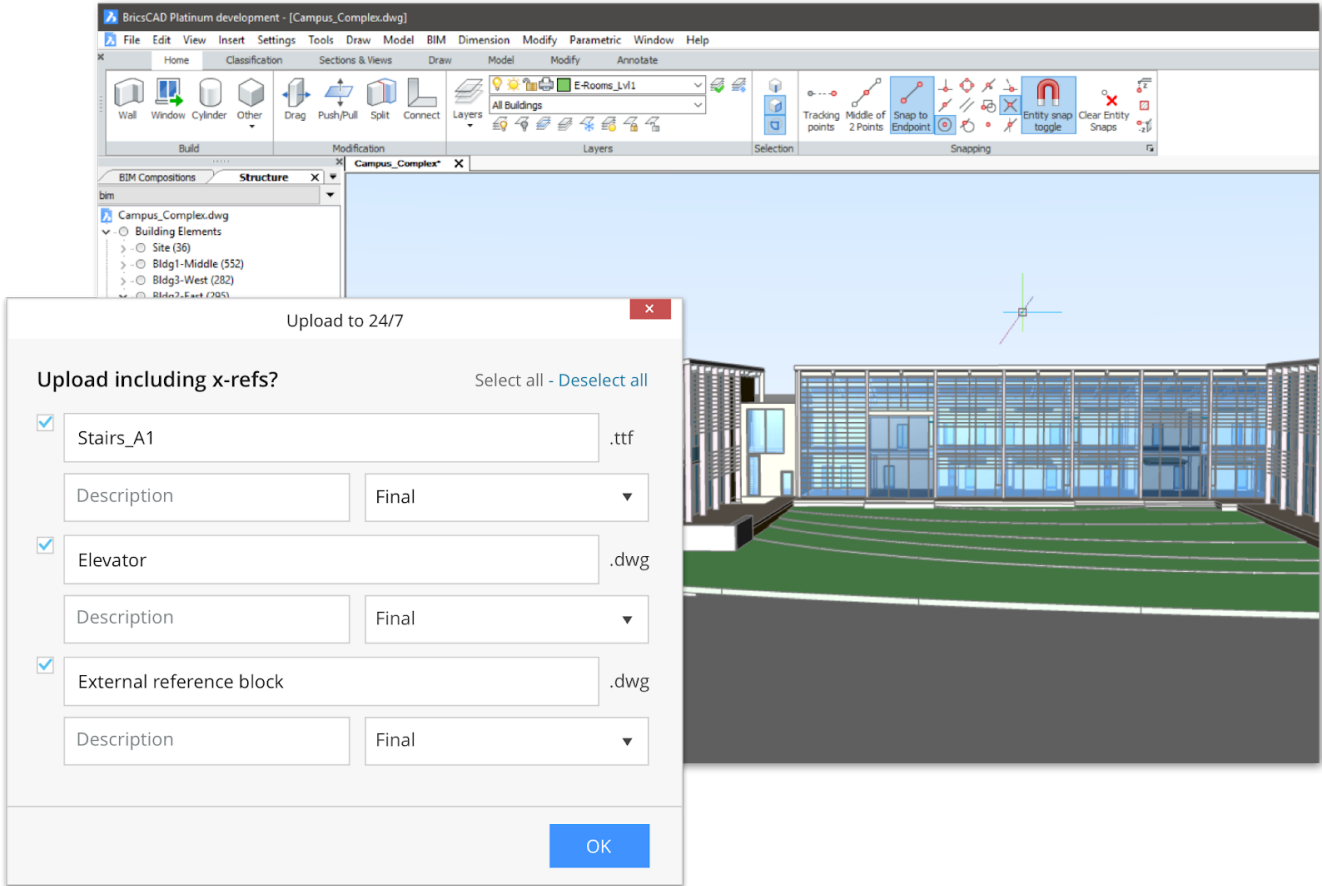 BricsCAD Platinum development - [Campus_Complex.dwg]
File Edit View Insert Settings Tools Draw Model BIM Dimension Modify Parametric Window Help
Home Classification Sections & Views Draw Model Modify Annotate
E-Rooms_Lvl1
All Buildings
Wall Window Cylinder Other Drag Push/Pull Split Connect Layers Tracking points Middle of 2 Points Snap to Endpoint Entity snap toggle Clear Entity Snaps
Build Modification Layers Selection Snapping
Campus_Complex*
BIM Compositions Structure
bim
Campus_Complex.dwg
Building Elements
Site (36)
Bldg1-Middle (552)
Bldg3-West (282)
Bldg2-East (295)
Upload to 24/7
Upload including x-refs? Select all - Deselect all
Stairs_A1 .ttf
Description Final
Elevator .dwg
Description Final
External reference block .dwg
Description Final
OK